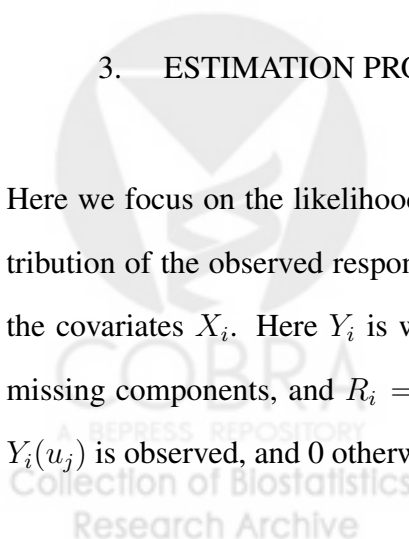 3. ESTIMATION PRO
Here we focus on the likelihood
tribution of the observed respon
the covariates X_i. Here Y_i is w
missing components, and R_i =
Y_i(u_j) is observed, and 0 otherw
COBRA
A BEPRESS REPOSITORY
Collection of Biostatistics
Research Archive